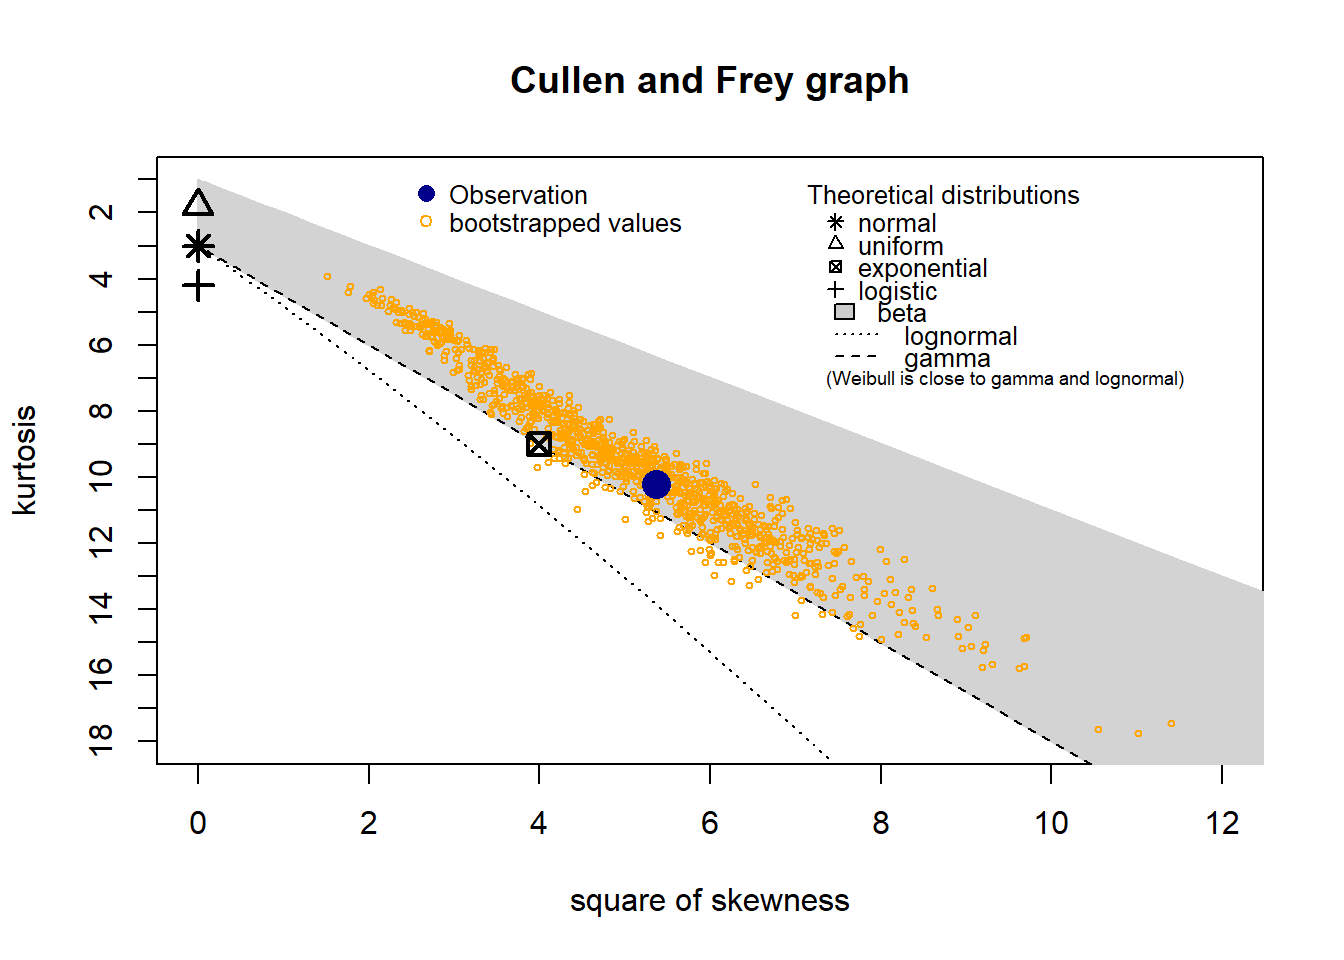 Cullen and Frey graph
Observation
bootstrapped values
Theoretical distributions
normal
uniform
exponential
logistic
beta
lognormal
gamma
(Weibull is close to gamma and lognormal)
kurtosis
2
4
6
8
10
12
14
16
18
0 2 4 6 8 10 12
square of skewness